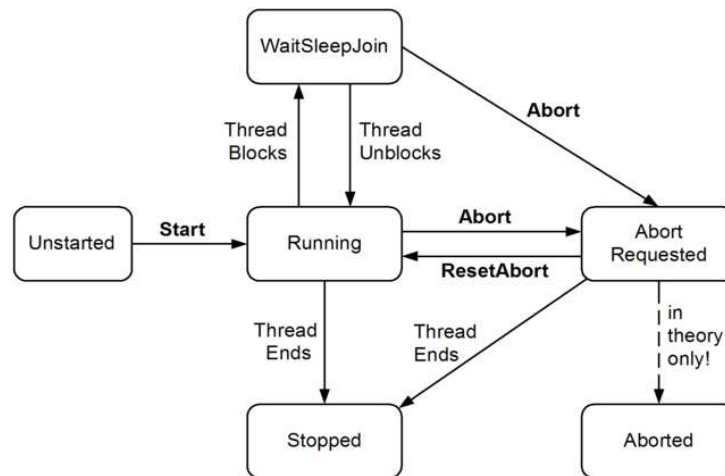 WaitSleepJoin
Abort
Thread
Blocks
Thread
Unblocks
Unstarted
Start
Running
Abort
ResetAbort
Abort
Requested
Thread
Ends
Thread
Ends
in
theory
only!
Stopped
Aborted